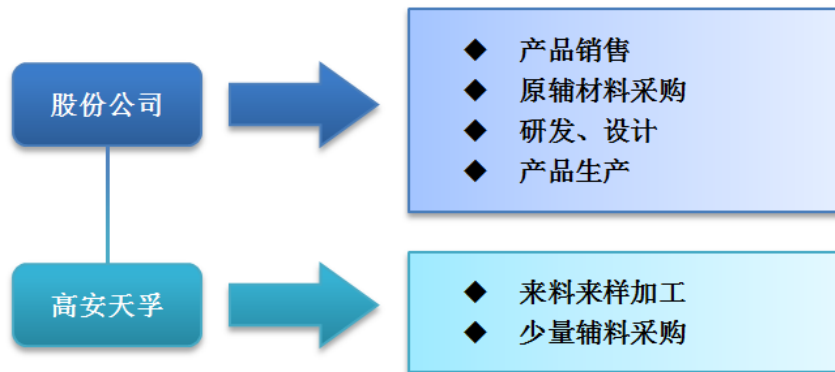 股份公司
◆ 产品销售
◆ 原辅材料采购
◆ 研发、设计
◆ 产品生产
高安天孚
◆ 来料来样加工
◆ 少量辅料采购